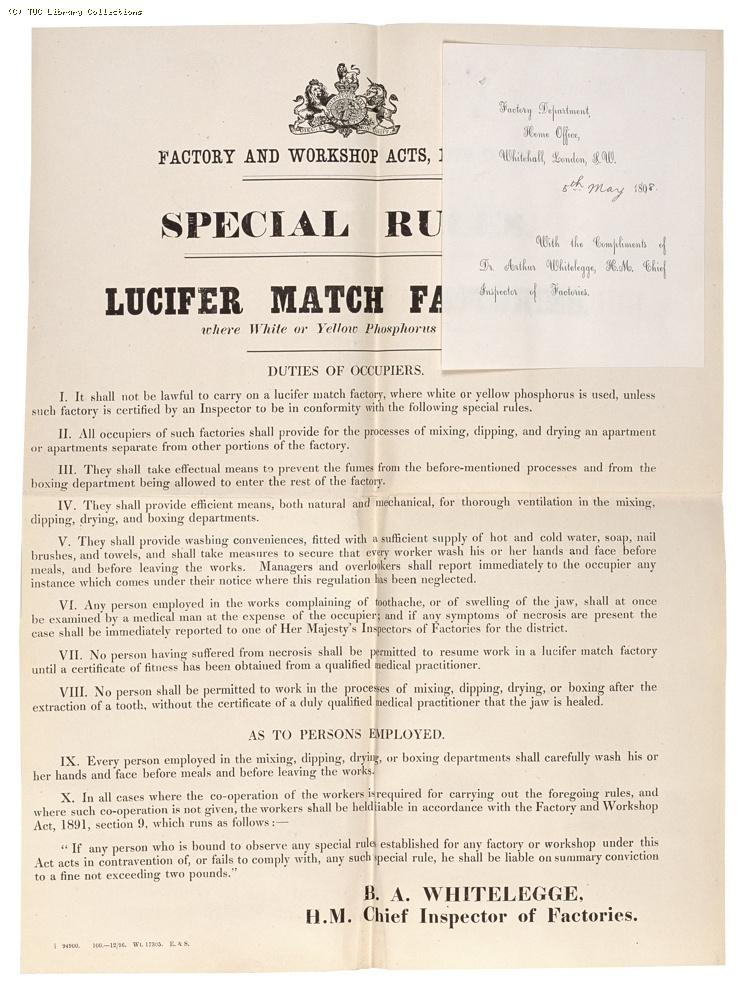 (C) TUC Library Collections
FACTORY AND WORKSHOP ACTS,
SPECIAL RU
LUCIFER MATCH FA
where White or Yellow Phosphorus
Factory Department,
Home Office,
Whitehall, London, S.W.
5th May 1898.
With the Compliments of
Dr. Arthur Whitelegge, H.M. Chief
Inspector of Factories.
DUTIES OF OCCUPIERS.
I. It shall not be lawful to carry on a lucifer match factory, where white or yellow phosphorus is used, unless
such factory is certified by an Inspector to be in conformity with the following special rules.
II. All occupiers of such factories shall provide for the processes of mixing, dipping, and drying an apartment
or apartments separate from other portions of the factory.
III. They shall take effectual means to prevent the fumes from the before-mentioned processes and from the
boxing department being allowed to enter the rest of the factory.
IV. They shall provide efficient means, both natural and mechanical, for thorough ventilation in the mixing,
dipping, drying, and boxing departments.
V. They shall provide washing conveniences, fitted with a sufficient supply of hot and cold water, soap, nail
brushes, and towels, and shall take measures to secure that every worker wash his or her hands and face before
meals, and before leaving the works. Managers and overlookers shall report immediately to the occupier any
instance which comes under their notice where this regulation has been neglected.
VI. Any person employed in the works complaining of toothache, or of swelling of the jaw, shall at once
be examined by a medical man at the expense of the occupier; and if any symptoms of necrosis are present the
case shall be immediately reported to one of Her Majesty's Inspectors of Factories for the district.
VII. No person having suffered from necrosis shall be permitted to resume work in a lucifer match factory
until a certificate of fitness has been obtained from a qualified medical practitioner.
VIII. No person shall be permitted to work in the processes of mixing, dipping, drying, or boxing after the
extraction of a tooth, without the certificate of a duly qualified medical practitioner that the jaw is healed.
AS TO PERSONS EMPLOYED.
IX. Every person employed in the mixing, dipping, drying, or boxing departments shall carefully wash his or
her hands and face before meals and before leaving the works.
X. In all cases where the co-operation of the workers is required for carrying out the foregoing rules, and
where such co-operation is not given, the workers shall be held liable in accordance with the Factory and Workshop
Act, 1891, section 9, which runs as follows:—
"If any person who is bound to observe any special rule established for any factory or workshop under this
Act acts in contravention of, or fails to comply with, any such special rule, he shall be liable on summary conviction
to a fine not exceeding two pounds."
B. A. WHITELEGGE,
H.M. Chief Inspector of Factories.
94900. 100.—12/96. Wt. 17305. E. & S.